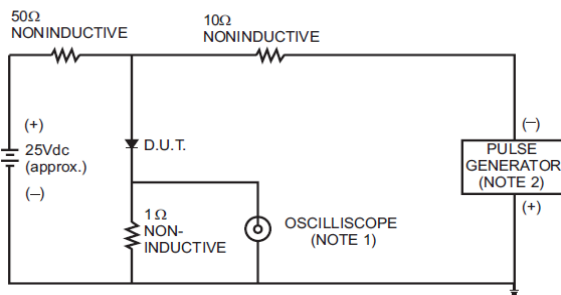 50Ω
NONINDUCTIVE
10Ω
NONINDUCTIVE
(+)
25Vdc
(approx.)
(–)
D.U.T.
1Ω
NON-
INDUCTIVE
OSCILLISCOPE
(NOTE 1)
(–)
PULSE
GENERATOR
(NOTE 2)
(+)